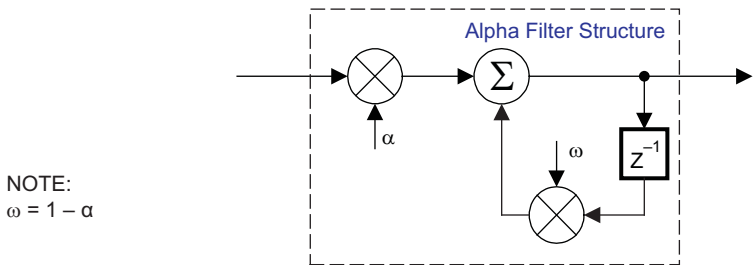 Alpha Filter Structure
Σ
α
ω
Z⁻¹
NOTE:
ω = 1 – α